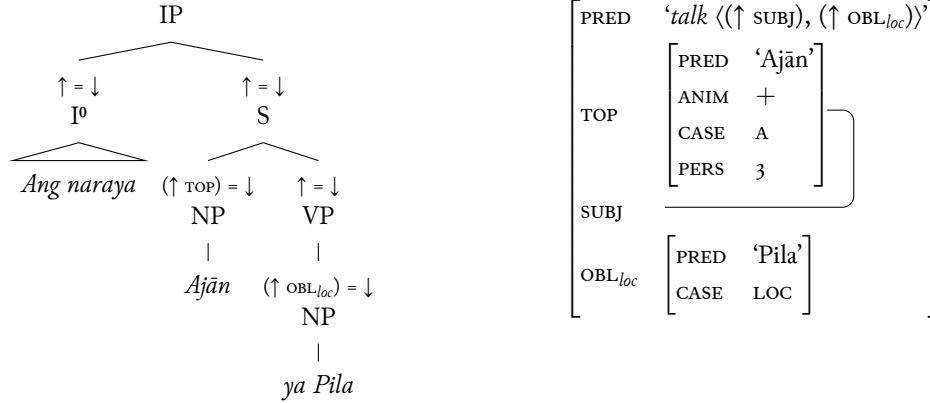 IP
↑ = ↓
I⁰
Ang naraya
↑ = ↓
S
(↑ TOP) = ↓
NP
Ajān
↑ = ↓
VP
(↑ OBLloc) = ↓
NP
ya Pila
PRED ‘talk ⟨(↑ SUBJ), (↑ OBLloc)⟩’
TOP
PRED ‘Ajān’
ANIM +
CASE A
PERS 3
SUBJ
OBLloc
PRED ‘Pila’
CASE LOC